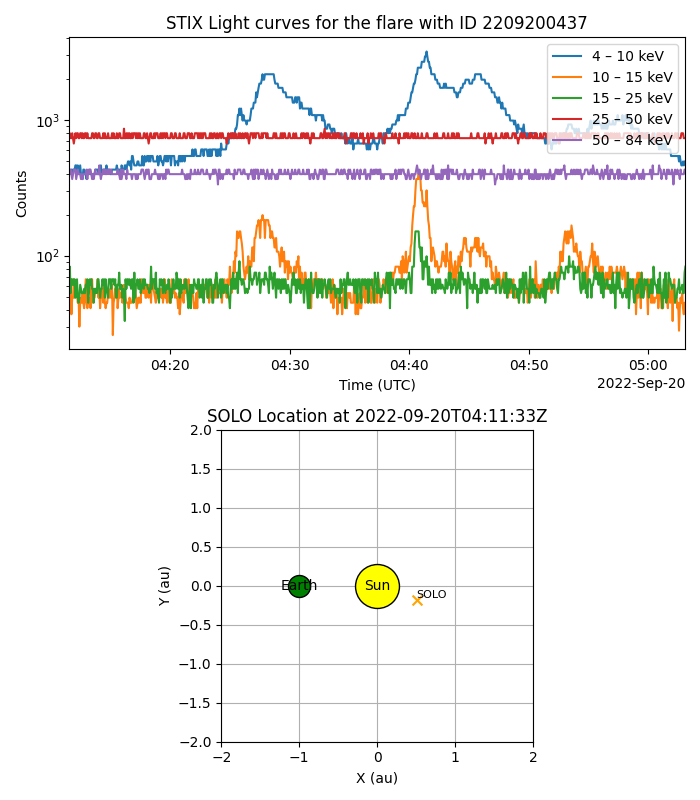 STIX Light curves for the flare with ID 2209200437
4 – 10 keV
10 – 15 keV
15 – 25 keV
25 – 50 keV
50 – 84 keV
10³
10²
Counts
04:20 04:30 04:40 04:50 05:00
Time (UTC)
2022-Sep-20
SOLO Location at 2022-09-20T04:11:33Z
2.0
1.5
1.0
0.5
0.0
−0.5
−1.0
−1.5
−2.0
Y (au)
Earth
Sun
SOLO
−2 −1 0 1 2
X (au)